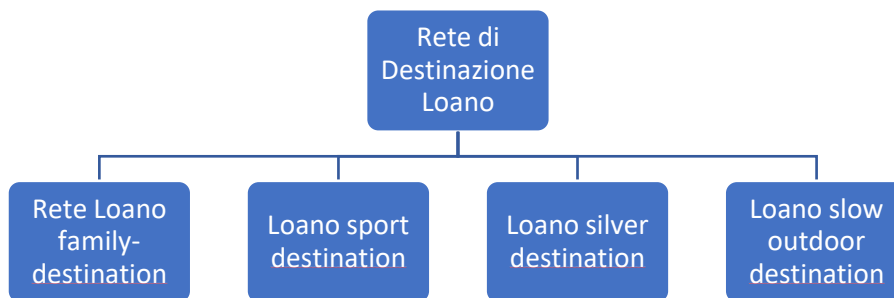 Rete di
Destinazione
Loano
Rete Loano
family-
destination
Loano sport
destination
Loano silver
destination
Loano slow
outdoor
destination